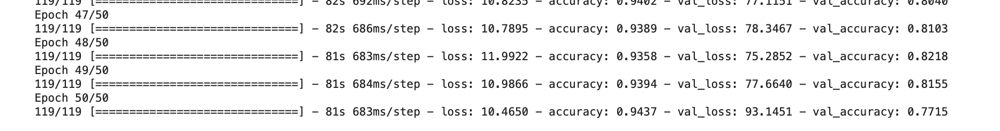 119/119 [==============================] - 82s 692ms/step - loss: 10.8235 - accuracy: 0.9402 - val_loss: 77.1151 - val_accuracy: 0.8040
Epoch 47/50
119/119 [==============================] - 82s 686ms/step - loss: 10.7895 - accuracy: 0.9389 - val_loss: 78.3467 - val_accuracy: 0.8103
Epoch 48/50
119/119 [==============================] - 81s 683ms/step - loss: 11.9922 - accuracy: 0.9358 - val_loss: 75.2852 - val_accuracy: 0.8218
Epoch 49/50
119/119 [==============================] - 81s 684ms/step - loss: 10.9866 - accuracy: 0.9394 - val_loss: 77.6640 - val_accuracy: 0.8155
Epoch 50/50
119/119 [==============================] - 81s 683ms/step - loss: 10.4650 - accuracy: 0.9437 - val_loss: 93.1451 - val_accuracy: 0.7715